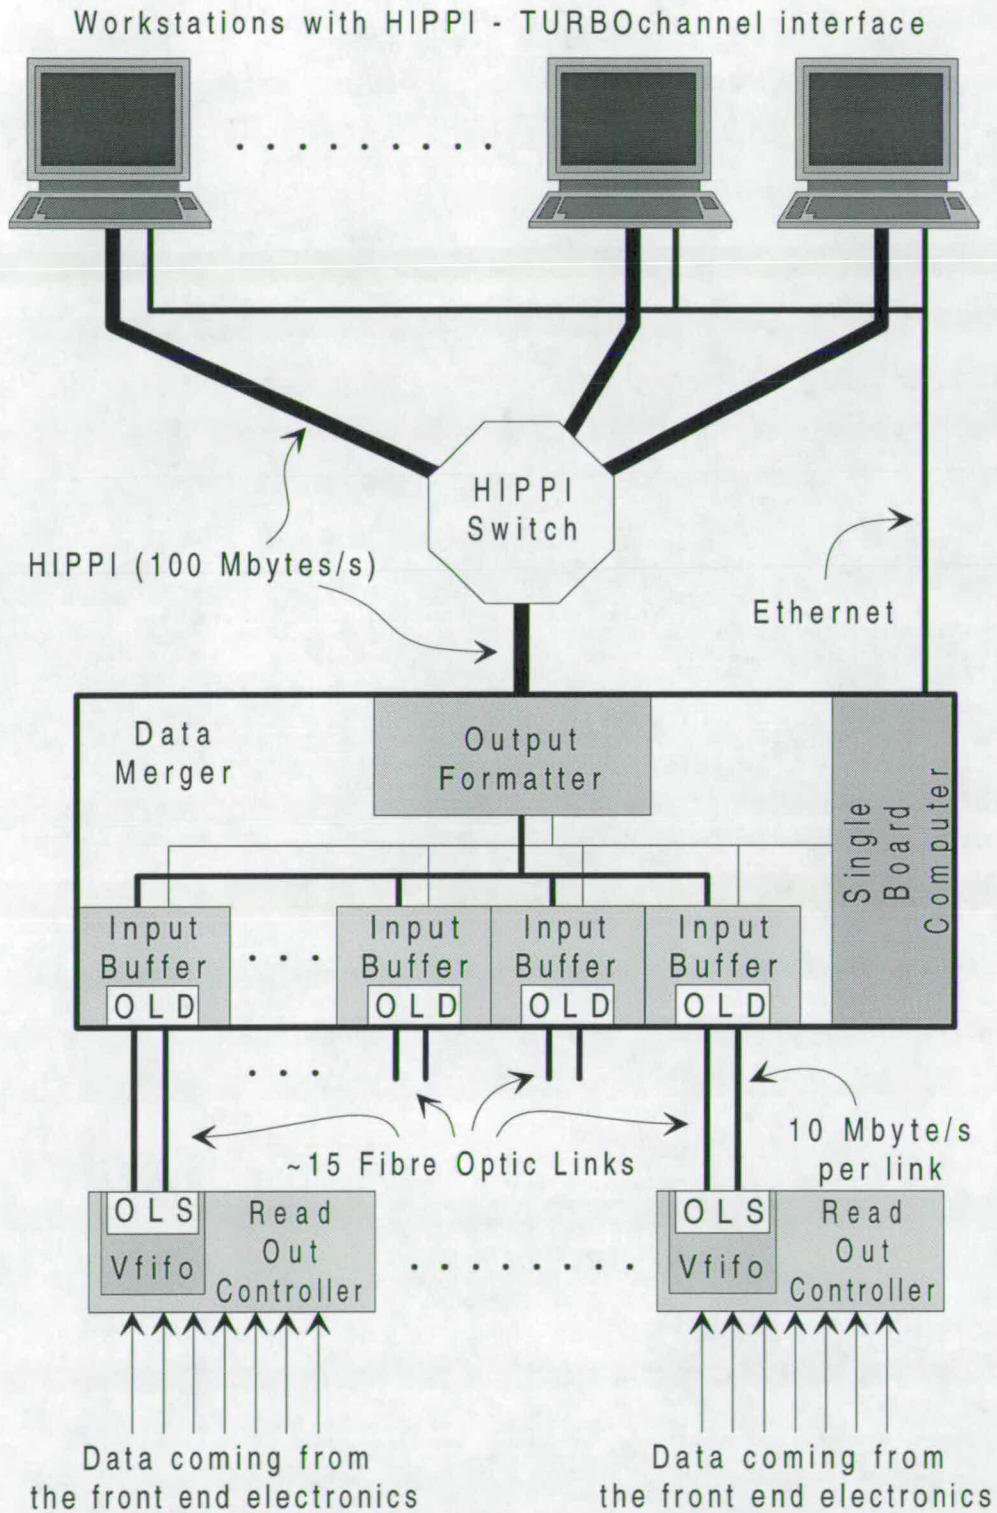 Workstations with HIPPI - TURBOchannel interface
HIPPI
Switch
HIPPI (100 Mbytes/s)
Ethernet
Data
Merger
Output
Formatter
Single
Board
Computer
Input
Buffer
OLD
Input
Buffer
OLD
Input
Buffer
OLD
Input
Buffer
OLD
~15 Fibre Optic Links
10 Mbyte/s
per link
OLS
Vfifo
Read
Out
Controller
OLS
Vfifo
Read
Out
Controller
Data coming from
the front end electronics
Data coming from
the front end electronics